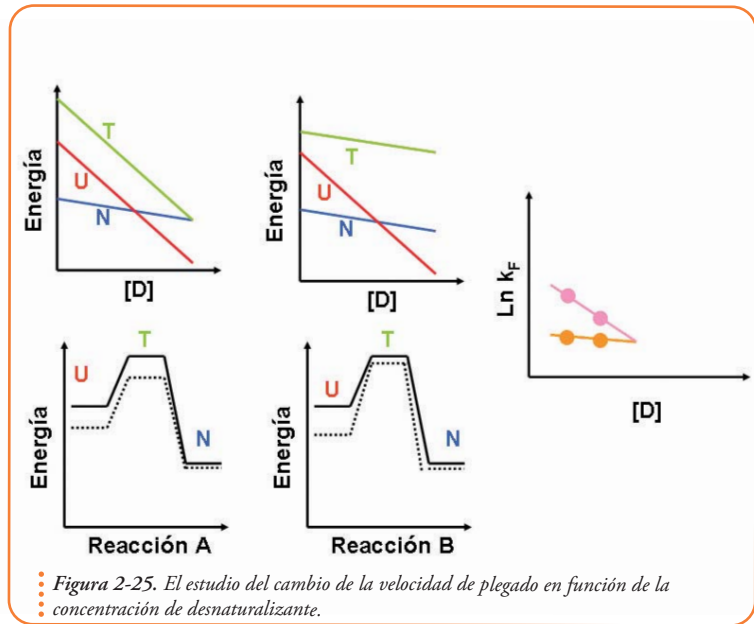 Energía
T
U
N
[D]
Energía
T
U
N
[D]
Ln k_F
[D]
Energía
U
T
N
Reacción A
Energía
U
T
N
Reacción B
Figura 2-25. El estudio del cambio de la velocidad de plegado en función de la
concentración de desnaturalizante.